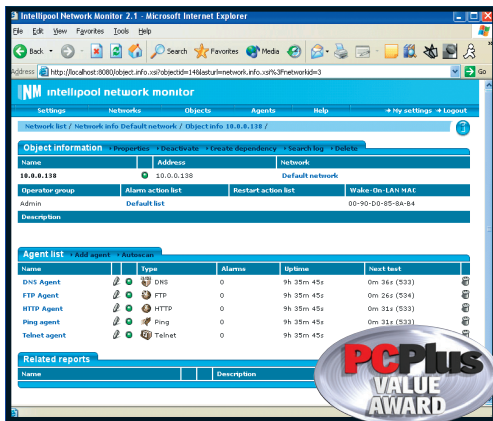 Intellipool Network Monitor 2.1 - Microsoft Internet Explorer
File Edit View Favorites Tools Help
Back Search Favorites Media
Address http://localhost:8080/object.info.xsi?objectid=14&lasturl=network.info.xsi%3Fnetworkid=3 Go
INM intellipool network monitor
Settings Networks Objects Agents Help My settings Logout
Network list / Network info Default network / Object info 10.0.0.138 /
Object information Properties Deactivate Create dependency Search log Delete
Name Address Network
10.0.0.138 10.0.0.138 Default network
Operator group Alarm action list Restart action list Wake-On-LAN MAC
Admin Default list 00-90-D0-85-8A-84
Description
Agent list Add agent Autoscan
Name Type Alarms Uptime Next test
DNS Agent DNS 0 9h 35m 45s 0m 36s (533)
FTP Agent FTP 0 9h 35m 45s 0m 26s (534)
HTTP Agent HTTP 0 9h 35m 45s 0m 31s (533)
Ping agent Ping 0 9h 35m 45s 0m 31s (533)
Telnet agent Telnet 0 9h 35m 45s
Related reports
Name Description
PCPlus
VALUE
AWARD